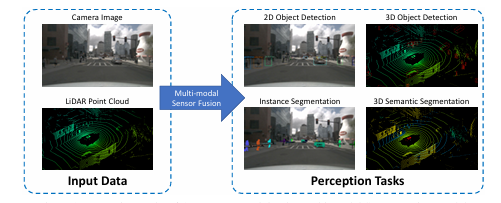 Camera Image
LiDAR Point Cloud
Input Data
Multi-modal
Sensor Fusion
2D Object Detection
3D Object Detection
Instance Segmentation
3D Semantic Segmentation
Perception Tasks